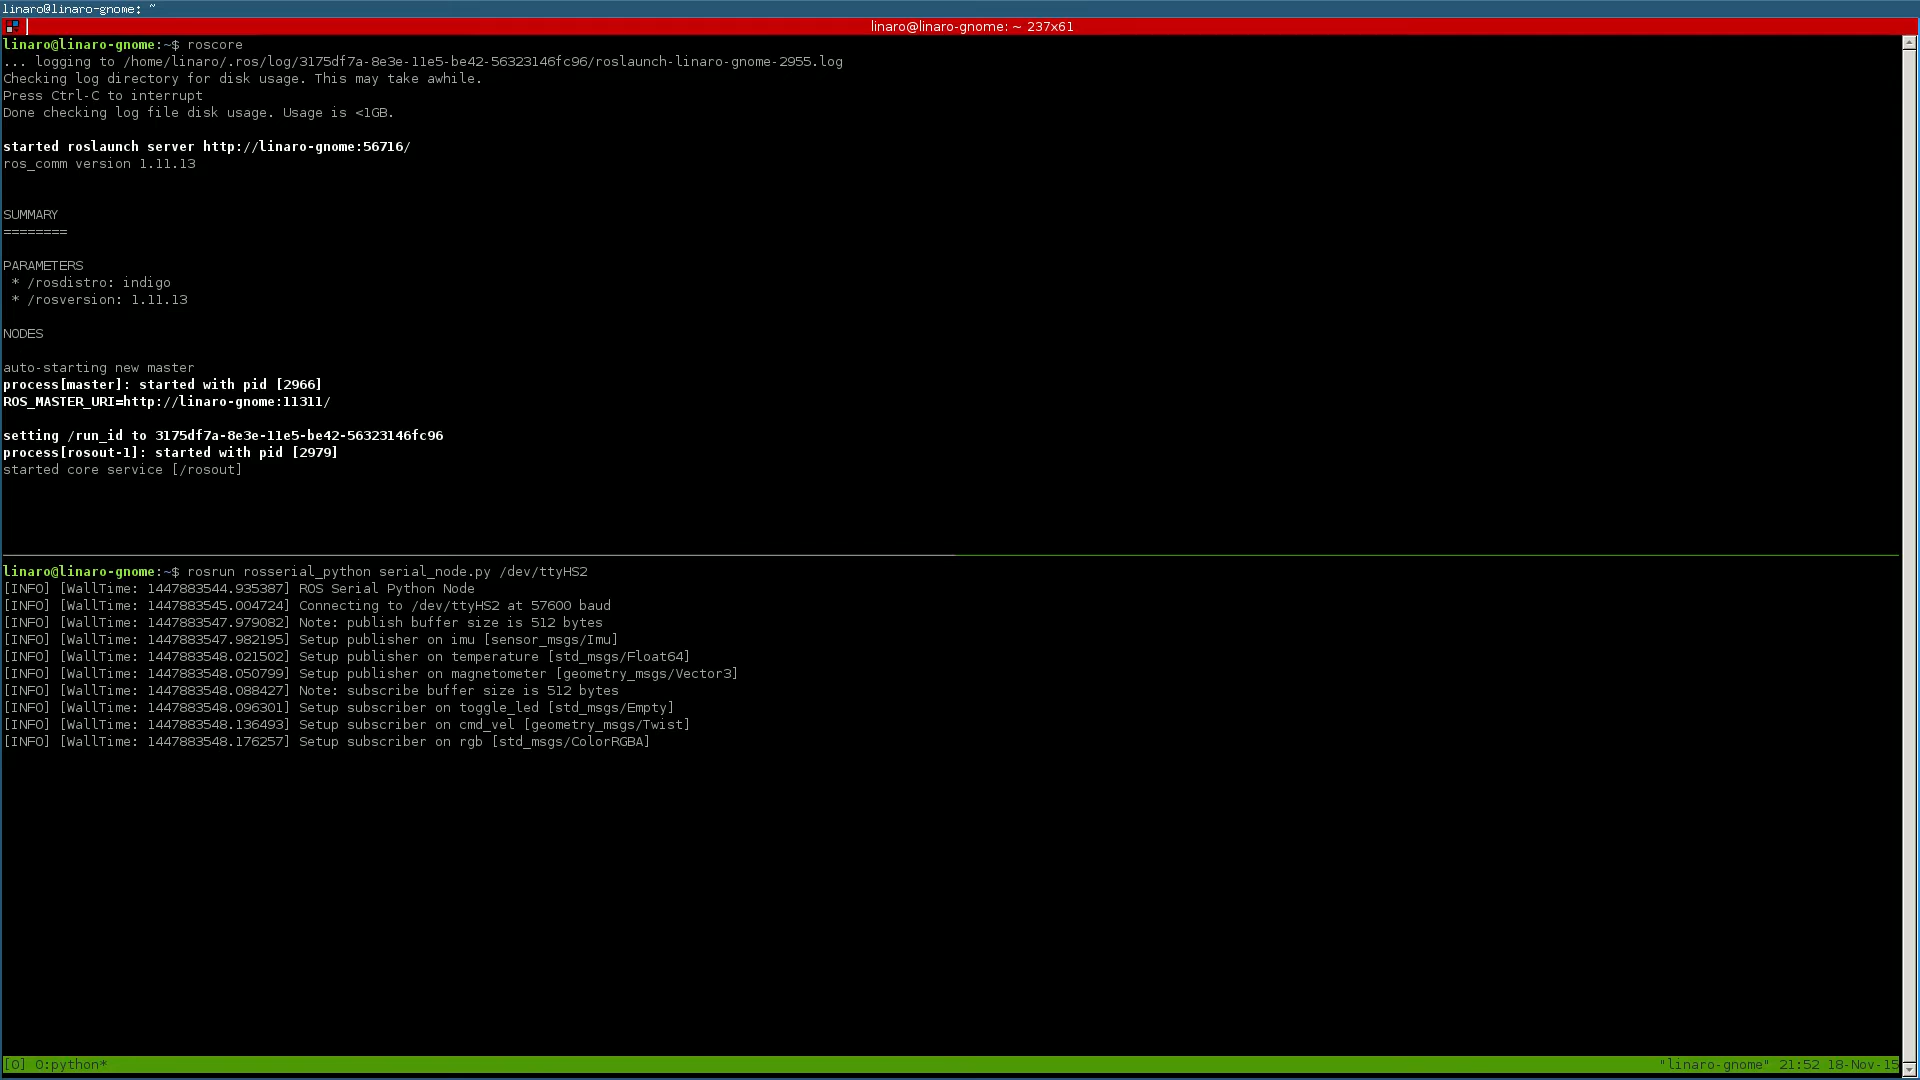 linaro@linaro-gnome: ~
linaro@linaro-gnome: ~ 237x61
linaro@linaro-gnome:~$ roscore
... logging to /home/linaro/.ros/log/3175df7a-8e3e-11e5-be42-56323146fc96/roslaunch-linaro-gnome-2955.log
Checking log directory for disk usage. This may take awhile.
Press Ctrl-C to interrupt
Done checking log file disk usage. Usage is <1GB.
started roslaunch server http://linaro-gnome:56716/
ros_comm version 1.11.13
SUMMARY
========
PARAMETERS
 * /rosdistro: indigo
 * /rosversion: 1.11.13
NODES
auto-starting new master
process[master]: started with pid [2966]
ROS_MASTER_URI=http://linaro-gnome:11311/
setting /run_id to 3175df7a-8e3e-11e5-be42-56323146fc96
process[rosout-1]: started with pid [2979]
started core service [/rosout]
linaro@linaro-gnome:~$ rosrun rosserial_python serial_node.py /dev/ttyHS2
[INFO] [WallTime: 1447883544.935387] ROS Serial Python Node
[INFO] [WallTime: 1447883545.004724] Connecting to /dev/ttyHS2 at 57600 baud
[INFO] [WallTime: 1447883547.979082] Note: publish buffer size is 512 bytes
[INFO] [WallTime: 1447883547.982195] Setup publisher on imu [sensor_msgs/Imu]
[INFO] [WallTime: 1447883548.021502] Setup publisher on temperature [std_msgs/Float64]
[INFO] [WallTime: 1447883548.050799] Setup publisher on magnetometer [geometry_msgs/Vector3]
[INFO] [WallTime: 1447883548.088427] Note: subscribe buffer size is 512 bytes
[INFO] [WallTime: 1447883548.096301] Setup subscriber on toggle_led [std_msgs/Empty]
[INFO] [WallTime: 1447883548.136493] Setup subscriber on cmd_vel [geometry_msgs/Twist]
[INFO] [WallTime: 1447883548.176257] Setup subscriber on rgb [std_msgs/ColorRGBA]
[0] 0:python*
"linaro-gnome" 21:52 18-Nov-15